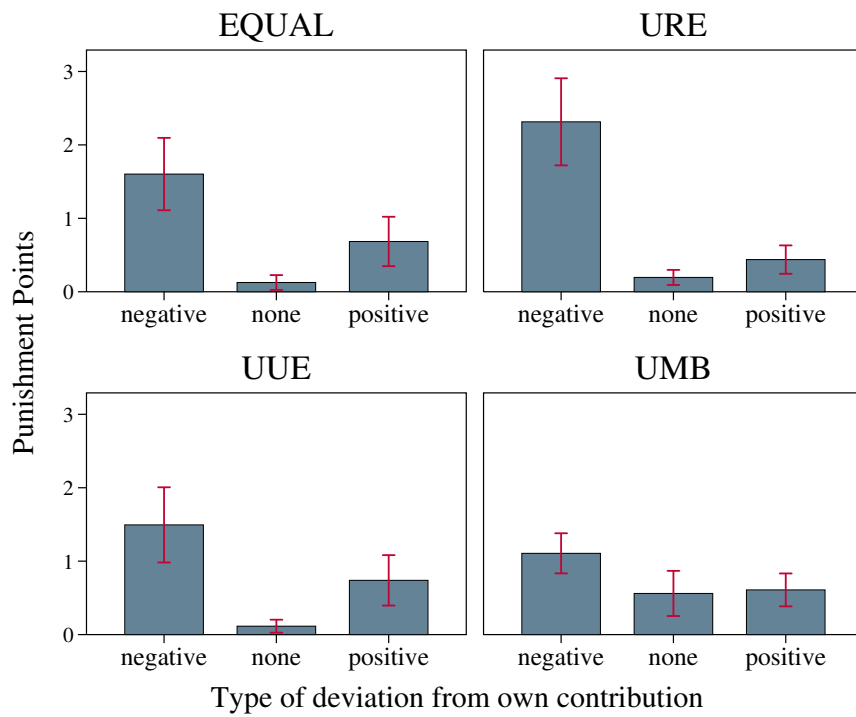 EQUAL
URE
Punishment Points
3
2
1
0
negative none positive
negative none positive
UUE
UMB
3
2
1
0
negative none positive
negative none positive
Type of deviation from own contribution